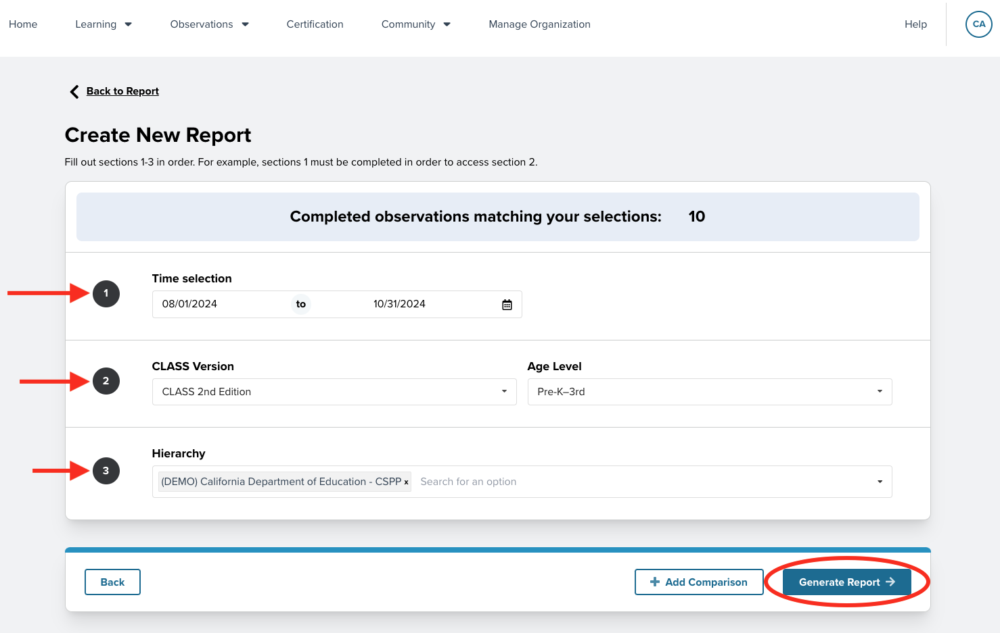 Home Learning Observations Certification Community Manage Organization Help CA
Back to Report
Create New Report
Fill out sections 1-3 in order. For example, sections 1 must be completed in order to access section 2.
Completed observations matching your selections: 10
Time selection
1
08/01/2024 to 10/31/2024
CLASS Version Age Level
2
CLASS 2nd Edition Pre-K–3rd
Hierarchy
3
(DEMO) California Department of Education - CSPP x Search for an option
Back + Add Comparison Generate Report →